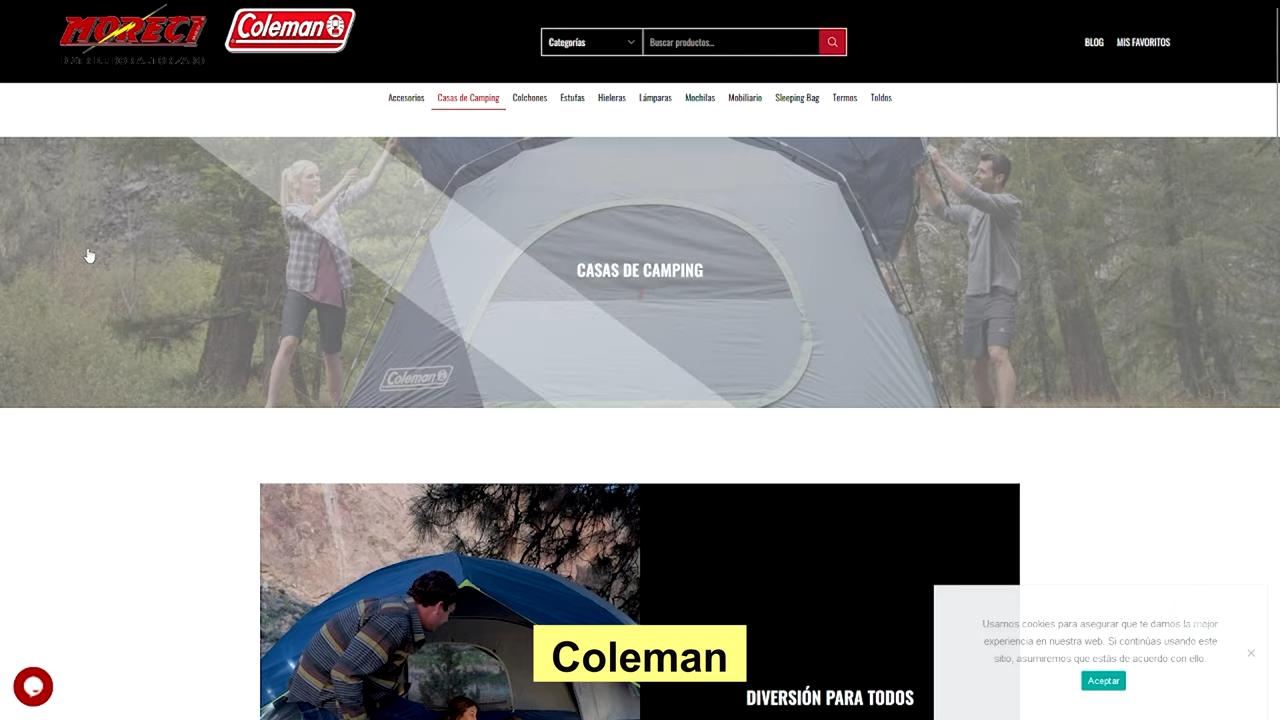 MORECI
Coleman
Categorías
Buscar productos...
BLOG
MIS FAVORITOS
Accesorios
Casas de Camping
Colchones
Estufas
Hieleras
Lámparas
Mochilas
Mobiliario
Sleeping Bag
Termos
Toldos
CASAS DE CAMPING
Coleman
Usamos cookies para asegurar que te damos la mejor
experiencia en nuestra web. Si continúas usando este
sitio, asumiremos que estás de acuerdo con ello.
Aceptar
Coleman
DIVERSIÓN PARA TODOS